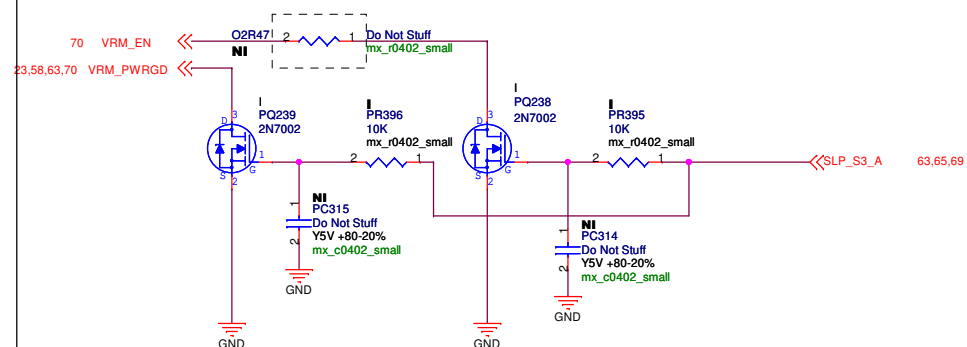 O2R47
2
1
Do Not Stuff
mx_r0402_small
NI
70 VRM_EN
23,58,63,70 VRM_PWRGD
I
PQ239
2N7002
D
3
1
G
S
2
I
PR396
10K
mx_r0402_small
2
1
I
PQ238
2N7002
D
3
1
G
S
2
I
PR395
10K
mx_r0402_small
2
1
SLP_S3_A 63,65,69
NI
PC315
Do Not Stuff
Y5V +80-20%
mx_c0402_small
1
2
GND
NI
PC314
Do Not Stuff
Y5V +80-20%
mx_c0402_small
1
2
GND
GND
GND